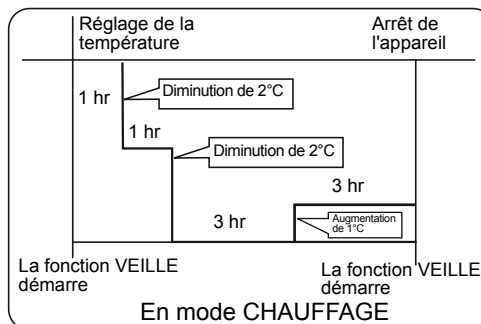 Réglage de la
température
Arrêt de
l'appareil
1 hr
Diminution de 2°C
1 hr
Diminution de 2°C
3 hr
3 hr
Augmentation
de 1°C
La fonction VEILLE
démarre
La fonction VEILLE
démarre
En mode CHAUFFAGE